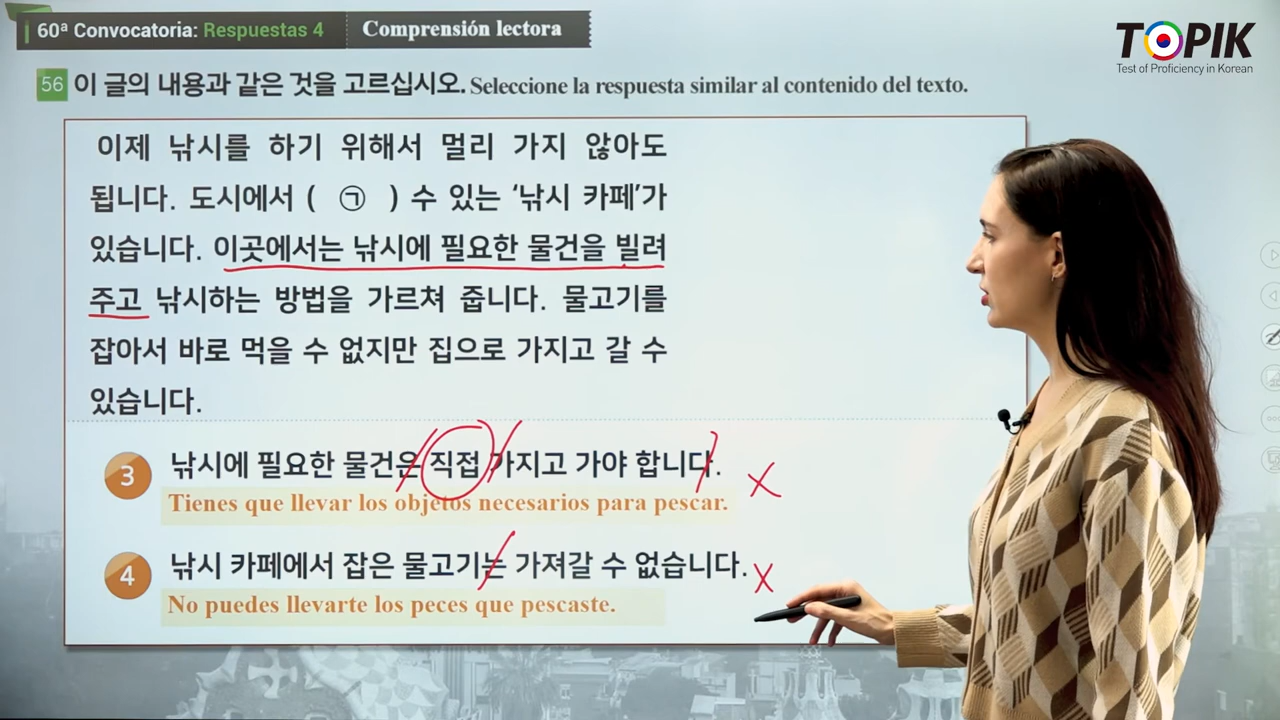 60ª Convocatoria: Respuestas 4
Comprensión lectora
TOPIK
Test of Proficiency in Korean
56 이 글의 내용과 같은 것을 고르십시오. Seleccione la respuesta similar al contenido del texto.
이제 낚시를 하기 위해서 멀리 가지 않아도
됩니다. 도시에서 ( ㉠ ) 수 있는 ‘낚시 카페’가
있습니다. 이곳에서는 낚시에 필요한 물건을 빌려
주고 낚시하는 방법을 가르쳐 줍니다. 물고기를
잡아서 바로 먹을 수 없지만 집으로 가지고 갈 수
있습니다.
3 낚시에 필요한 물건은 직접 가지고 가야 합니다. X
Tienes que llevar los objetos necesarios para pescar.
4 낚시 카페에서 잡은 물고기는 가져갈 수 없습니다. X
No puedes llevarte los peces que pescaste.